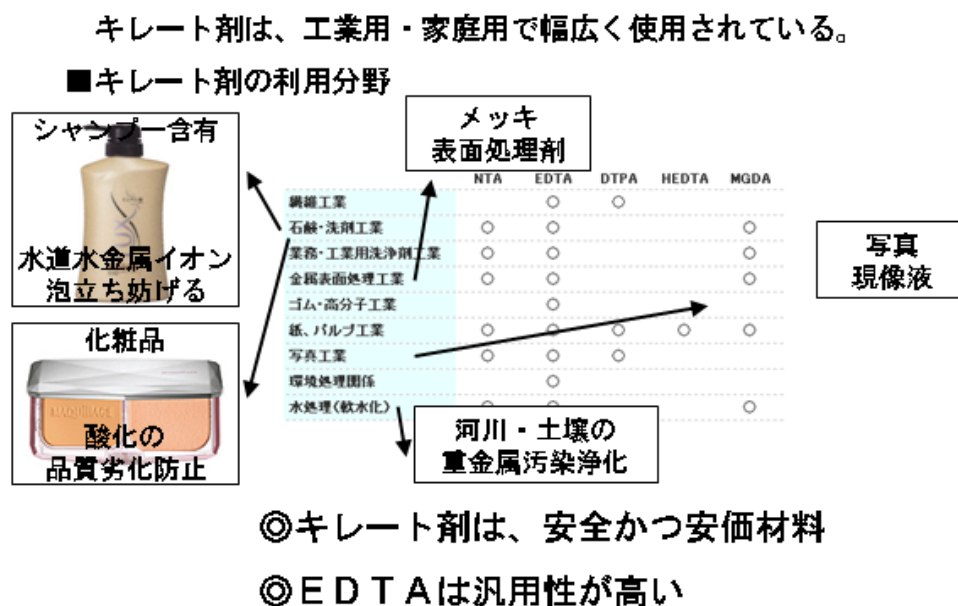 キレート剤は、工業用・家庭用で幅広く使用されている。
■キレート剤の利用分野
シャンプー含有
水道水金属イオン
泡立ち妨げる
化粧品
MAQuillAGE
酸化の
品質劣化防止
メッキ
表面処理剤
NTA EDTA DTPA HEDTA MGDA
繊維工業 ○ ○
石鹸・洗剤工業 ○ ○ ○
業務・工業用洗浄剤工業 ○ ○ ○
金属表面処理工業 ○ ○ ○
ゴム・高分子工業 ○
紙、パルプ工業 ○ ○ ○ ○ ○
写真工業 ○ ○ ○
環境処理関係 ○
水処理(軟水化) ○ ○ ○
写真
現像液
河川・土壌の
重金属汚染浄化
◎キレート剤は、安全かつ安価材料
◎EDTAは汎用性が高い